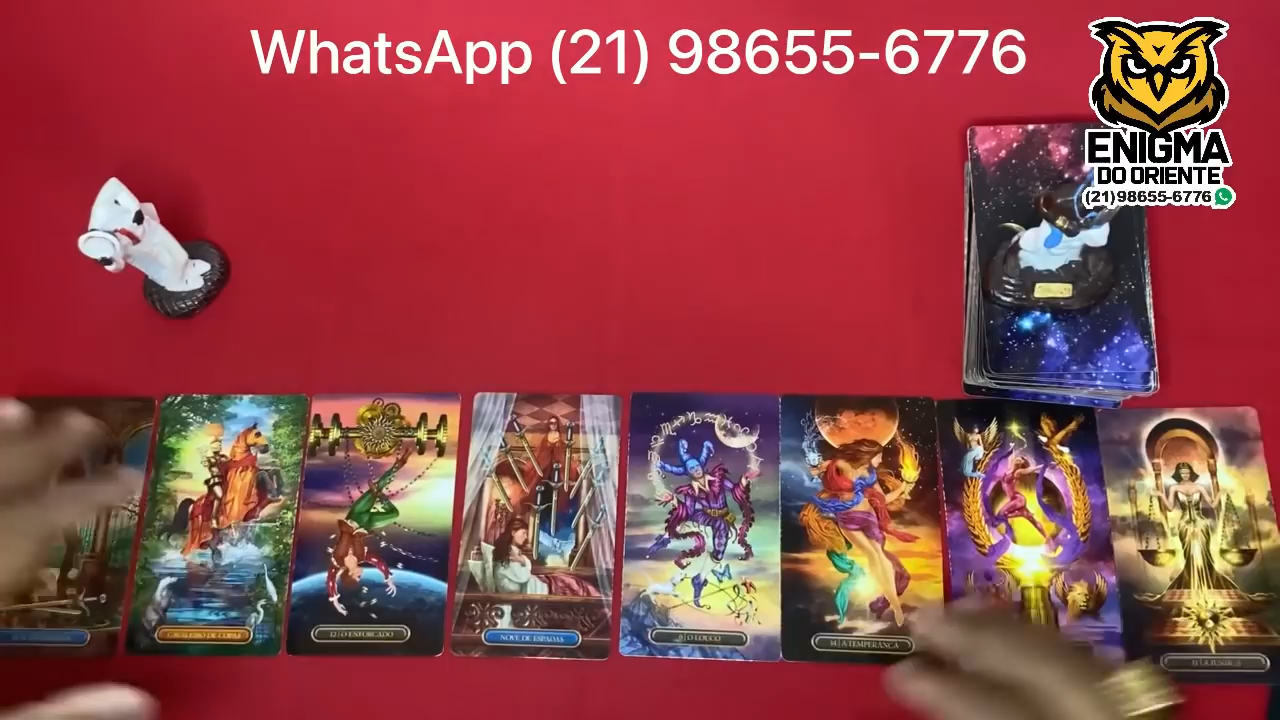 WhatsApp (21) 98655-6776
ENIGMA
DO ORIENTE
(21)98655-6776
CAVALEIRO DE COPAS
12 | O ENFORCADO
NOVE DE ESPADAS
0 | O LOUCO
14 | A TEMPERANÇA